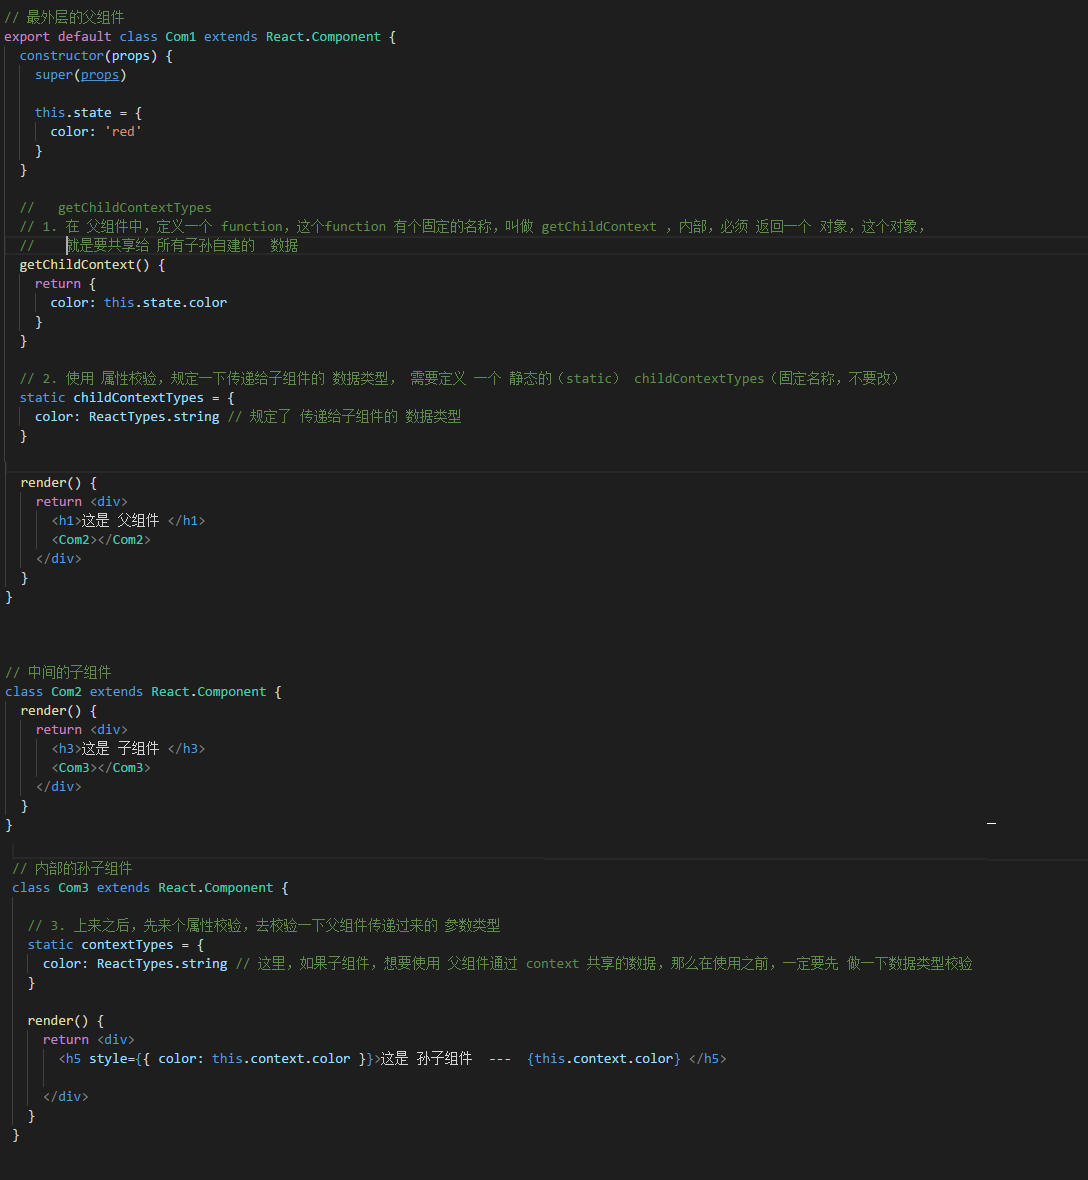 // 最外层的父组件
export default class Com1 extends React.Component {
  constructor(props) {
    super(props)

    this.state = {
      color: 'red'
    }
  }

  //   getChildContextTypes
  // 1. 在 父组件中，定义一个 function，这个function 有个固定的名称，叫做 getChildContext ，内部，必须 返回一个 对象，这个对象，
  //    就是要共享给 所有子孙自建的  数据
  getChildContext() {
    return {
      color: this.state.color
    }
  }

  // 2. 使用 属性校验，规定一下传递给子组件的 数据类型， 需要定义 一个 静态的（static） childContextTypes（固定名称，不要改）
  static childContextTypes = {
    color: ReactTypes.string // 规定了 传递给子组件的 数据类型
  }

  render() {
    return <div>
      <h1>这是 父组件 </h1>
      <Com2></Com2>
    </div>
  }
}

// 中间的子组件
class Com2 extends React.Component {
  render() {
    return <div>
      <h3>这是 子组件 </h3>
      <Com3></Com3>
    </div>
  }
}

// 内部的孙子组件
class Com3 extends React.Component {

  // 3. 上来之后，先来个属性校验，去校验一下父组件传递过来的 参数类型
  static contextTypes = {
    color: ReactTypes.string // 这里，如果子组件，想要使用 父组件通过 context 共享的数据，那么在使用之前，一定要先 做一下数据类型校验
  }

  render() {
    return <div>
      <h5 style={{ color: this.context.color }}>这是 孙子组件  ---  {this.context.color} </h5>

    </div>
  }
}